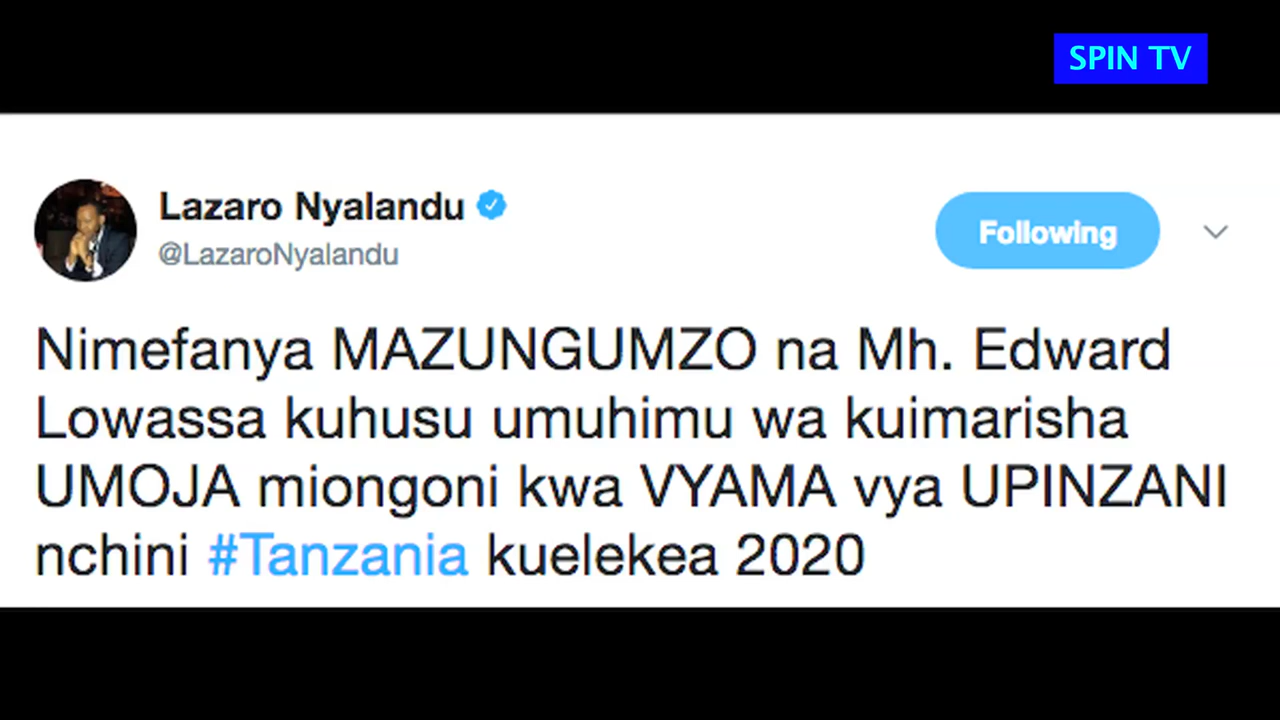 SPIN TV
Lazaro Nyalandu
@LazaroNyalandu
Following
Nimefanya MAZUNGUMZO na Mh. Edward
Lowassa kuhusu umuhimu wa kuimarisha
UMOJA miongoni kwa VYAMA vya UPINZANI
nchini #Tanzania kuelekea 2020